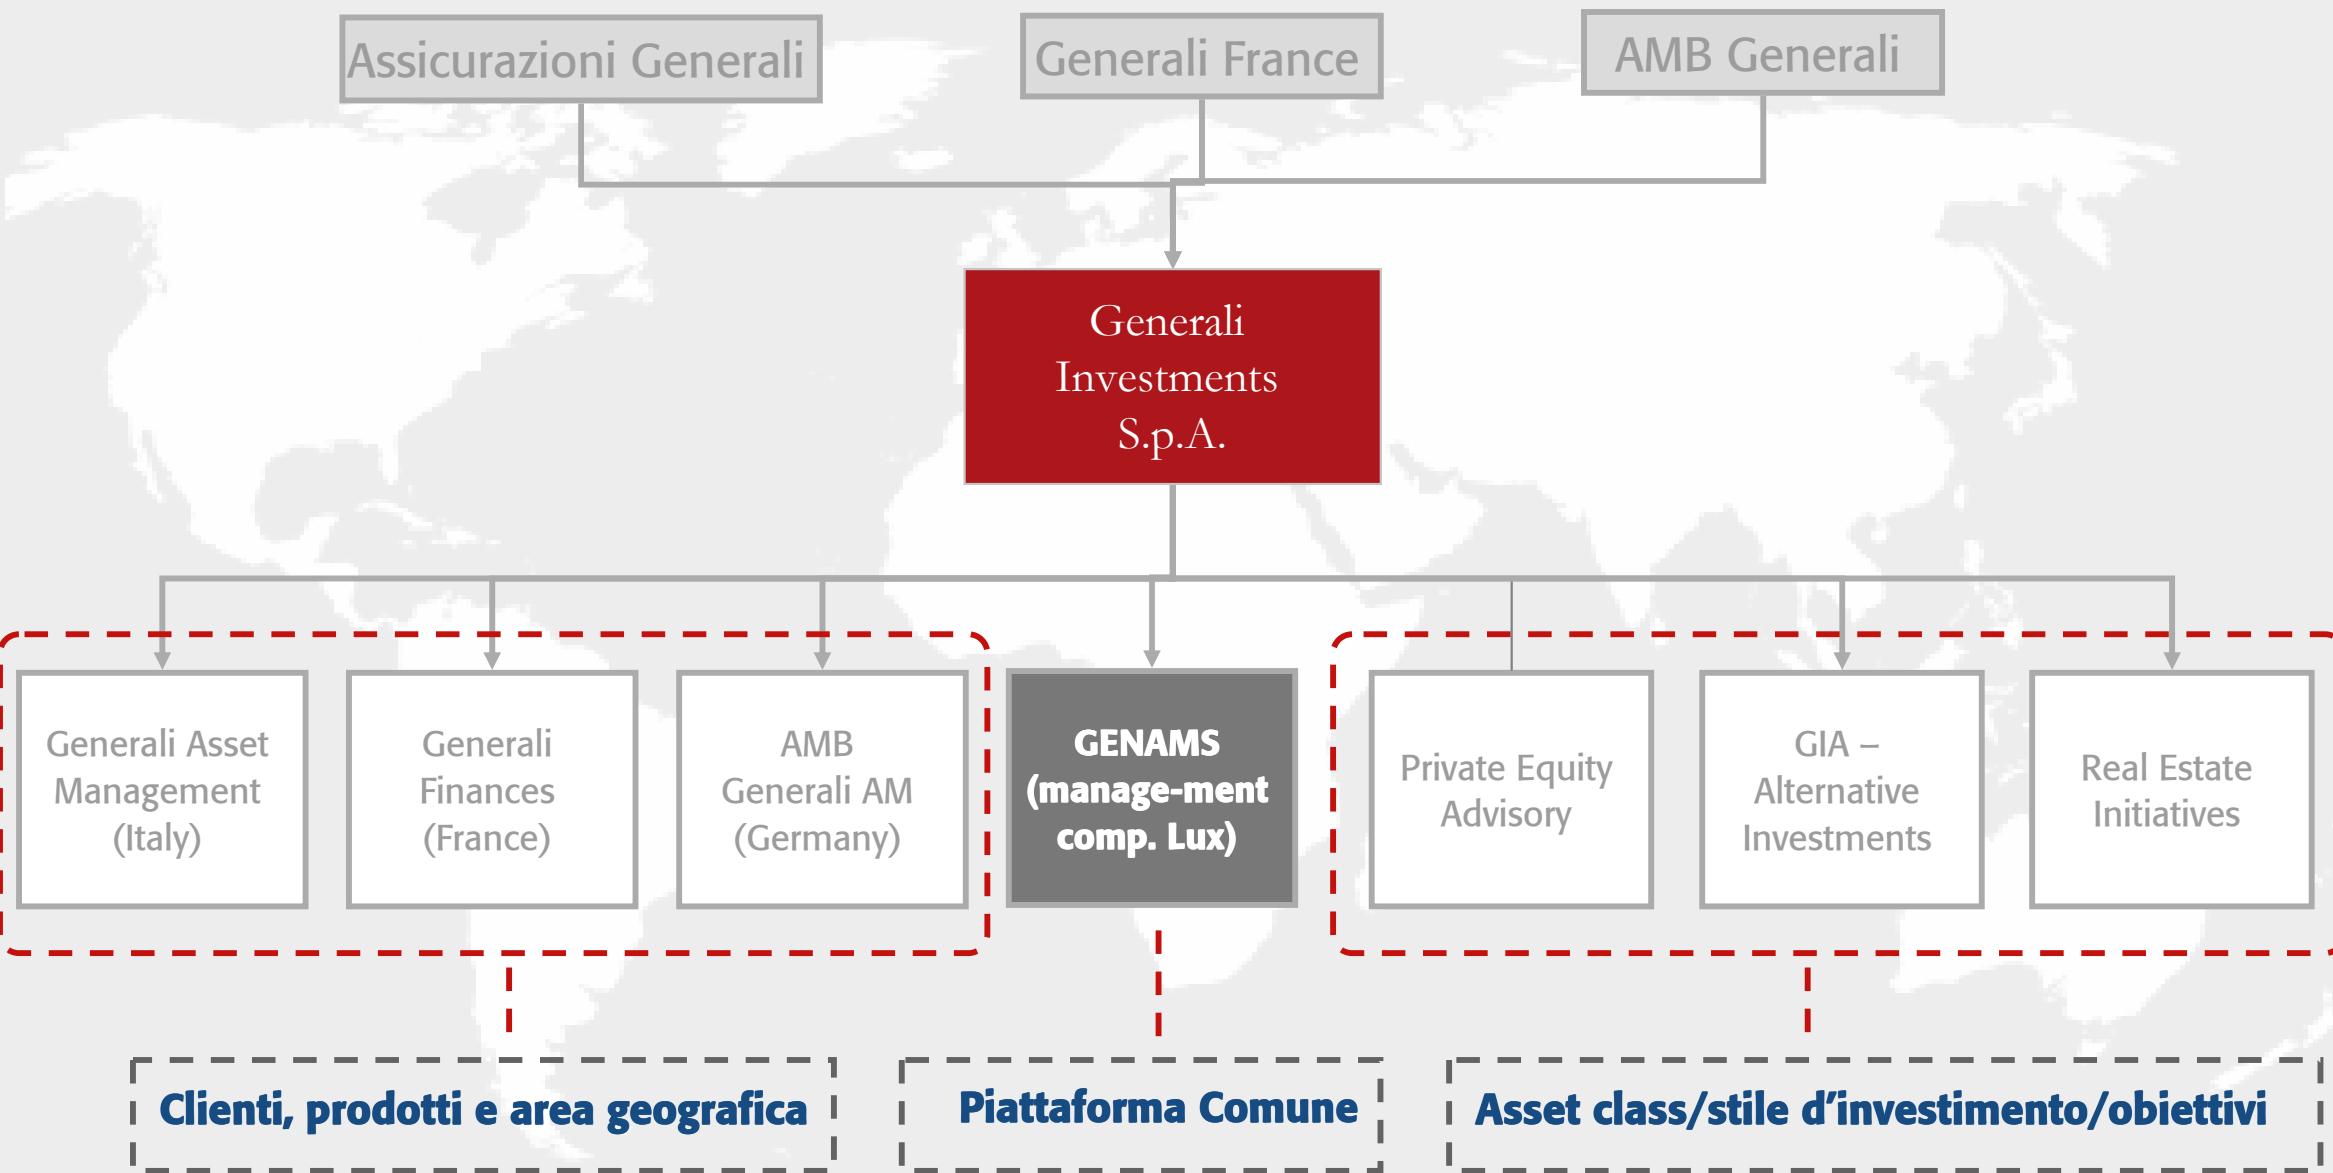 Assicurazioni Generali
Generali France
AMB Generali
Generali
Investments
S.p.A.
Generali Asset
Management
(Italy)
Generali
Finances
(France)
AMB
Generali AM
(Germany)
GENAMS
(manage-ment
comp. Lux)
Private Equity
Advisory
GIA –
Alternative
Investments
Real Estate
Initiatives
Clienti, prodotti e area geografica
Piattaforma Comune
Asset class/stile d’investimento/obiettivi